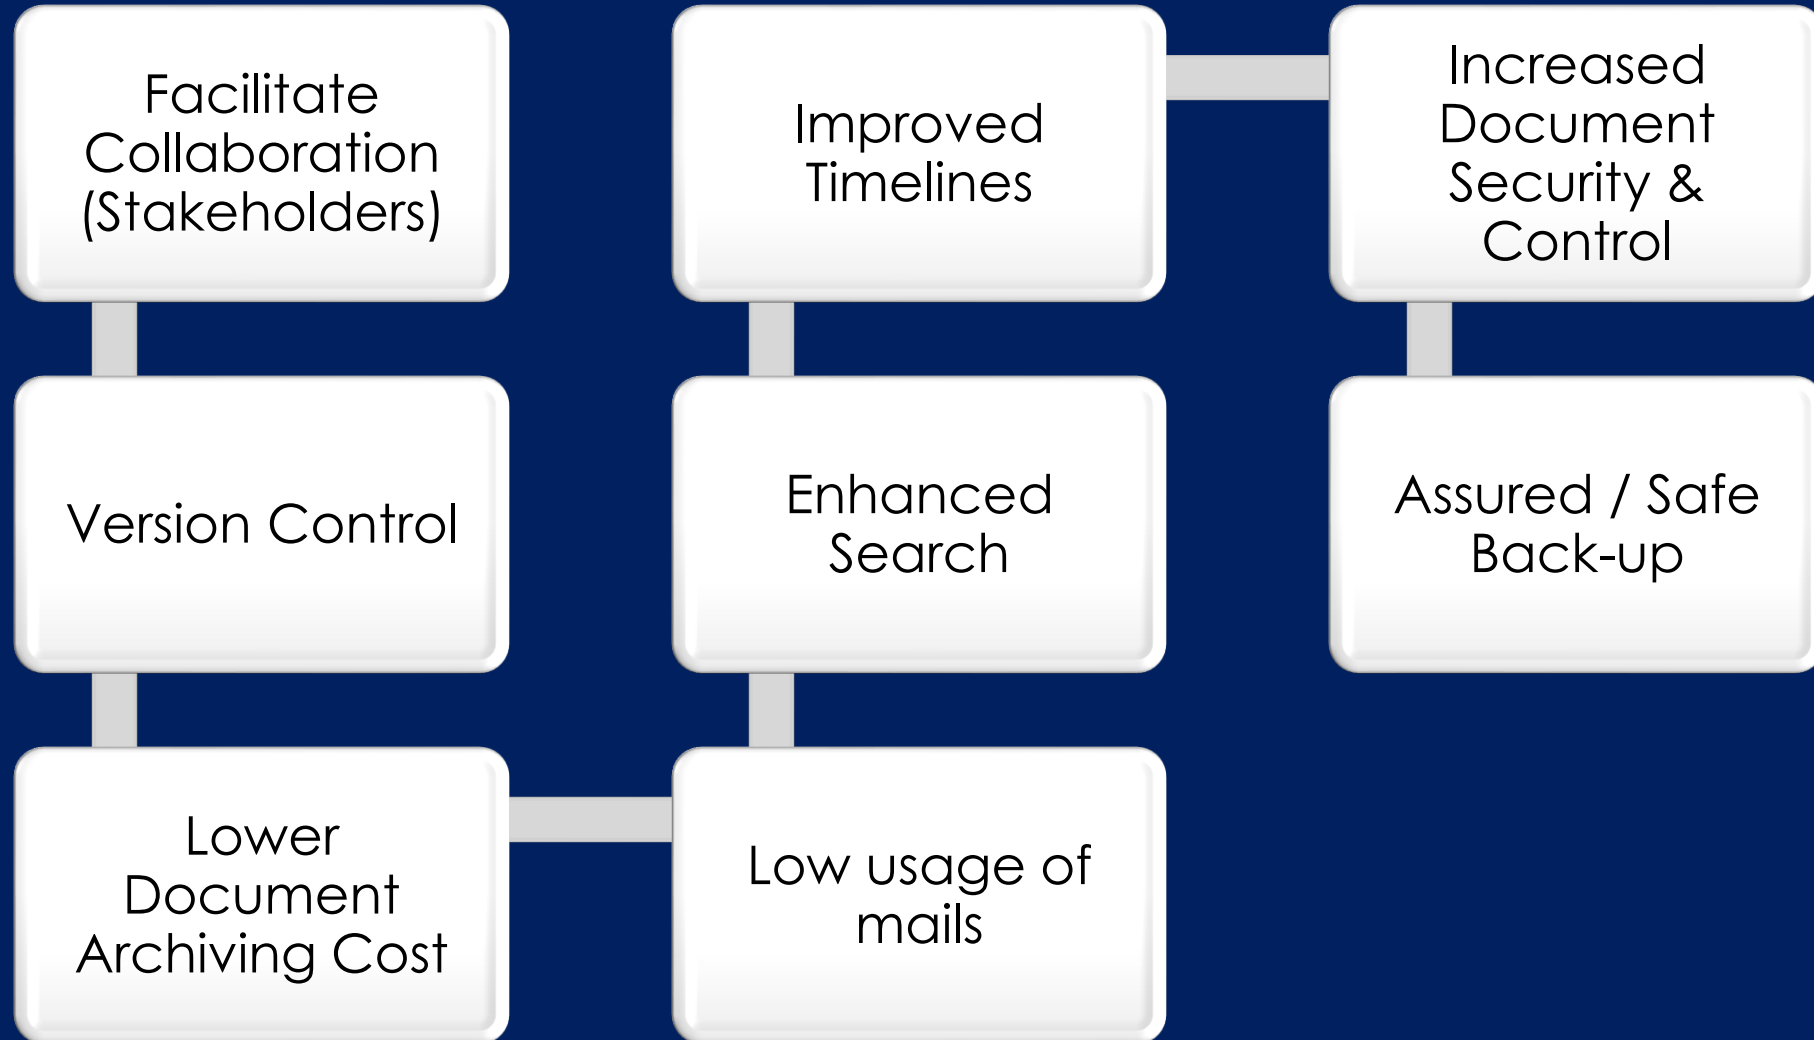 Facilitate
Collaboration
(Stakeholders)
Version Control
Lower
Document
Archiving Cost
Low usage of
mails
Enhanced
Search
Improved
Timelines
Increased
Document
Security &
Control
Assured / Safe
Back-up